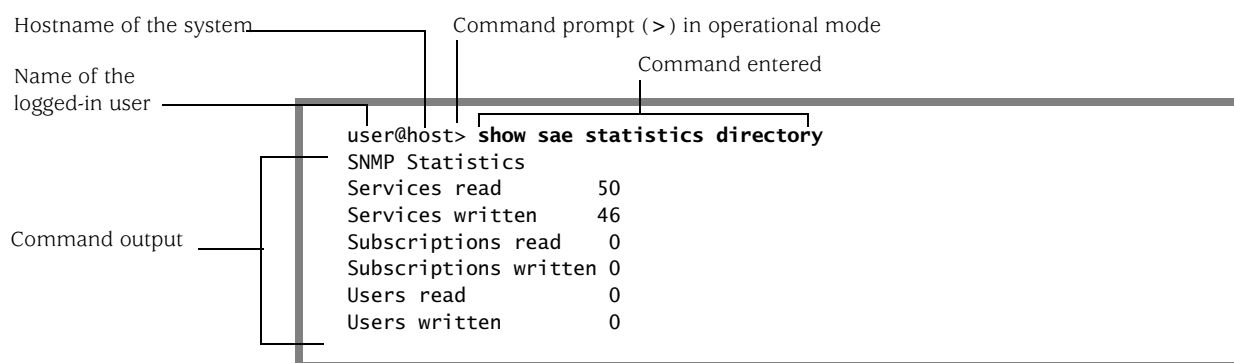 Hostname of the system
Command prompt (>) in operational mode
Name of the
logged-in user
Command entered
user@host> show sae statistics directory
SNMP Statistics
Services read 50
Services written 46
Subscriptions read 0
Subscriptions written 0
Users read 0
Users written 0
Command output